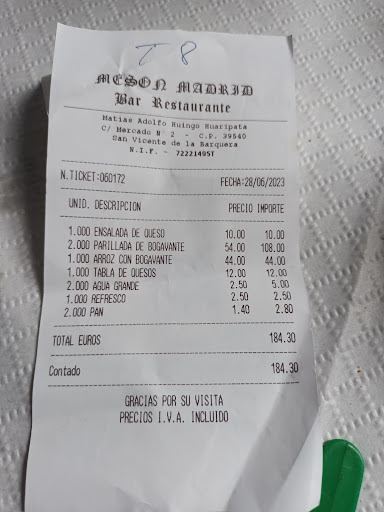 T 8
MESON MADRID
Bar Restaurante
Matias Adolfo Huingo Huaripata
C/ Mercado Nº 2 - C.P. 39540
San Vicente de la Barquera
N.I.F. - 72221495T
N.TICKET:060172 FECHA:28/06/2023
UNID. DESCRIPCION PRECIO IMPORTE
1.000 ENSALADA DE QUESO 10.00 10.00
2.000 PARILLADA DE BOGAVANTE 54.00 108.00
1.000 ARROZ CON BOGAVANTE 44.00 44.00
1.000 TABLA DE QUESOS 12.00 12.00
2.000 AGUA GRANDE 2.50 5.00
1.000 REFRESCO 2.50 2.50
2.000 PAN 1.40 2.80
TOTAL EUROS 184.30
Contado 184.30
GRACIAS POR SU VISITA
PRECIOS I.V.A. INCLUIDO